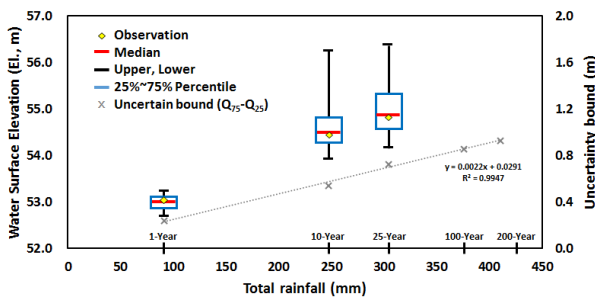 57.0
56.0
55.0
54.0
53.0
52.0
Water Surface Elevation (El., m)
Observation
Median
Upper, Lower
25%~75% Percentile
Uncertain bound (Q75-Q25)
y = 0.0022x + 0.0291
R² = 0.9947
1-Year
10-Year
25-Year
100-Year
200-Year
2.0
1.6
1.2
0.8
0.4
0.0
Uncertainty bound (m)
0
50
100
150
200
250
300
350
400
450
Total rainfall (mm)